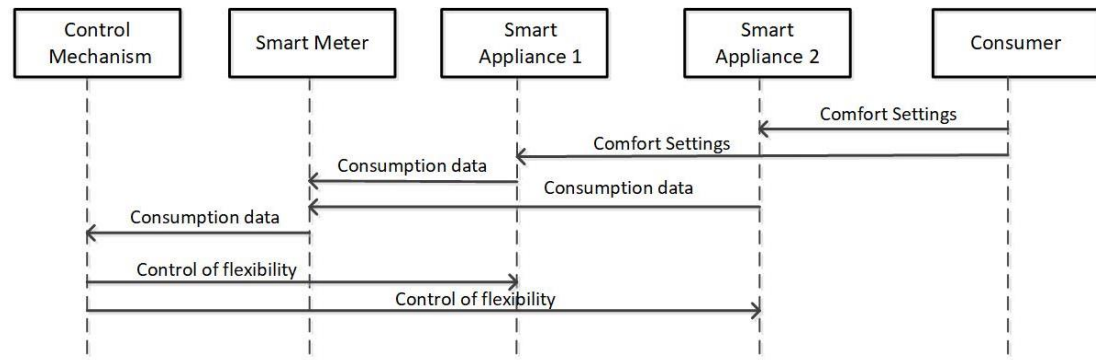 Control
Mechanism
Smart Meter
Smart
Appliance 1
Smart
Appliance 2
Consumer
Comfort Settings
Comfort Settings
Consumption data
Consumption data
Consumption data
Control of flexibility
Control of flexibility